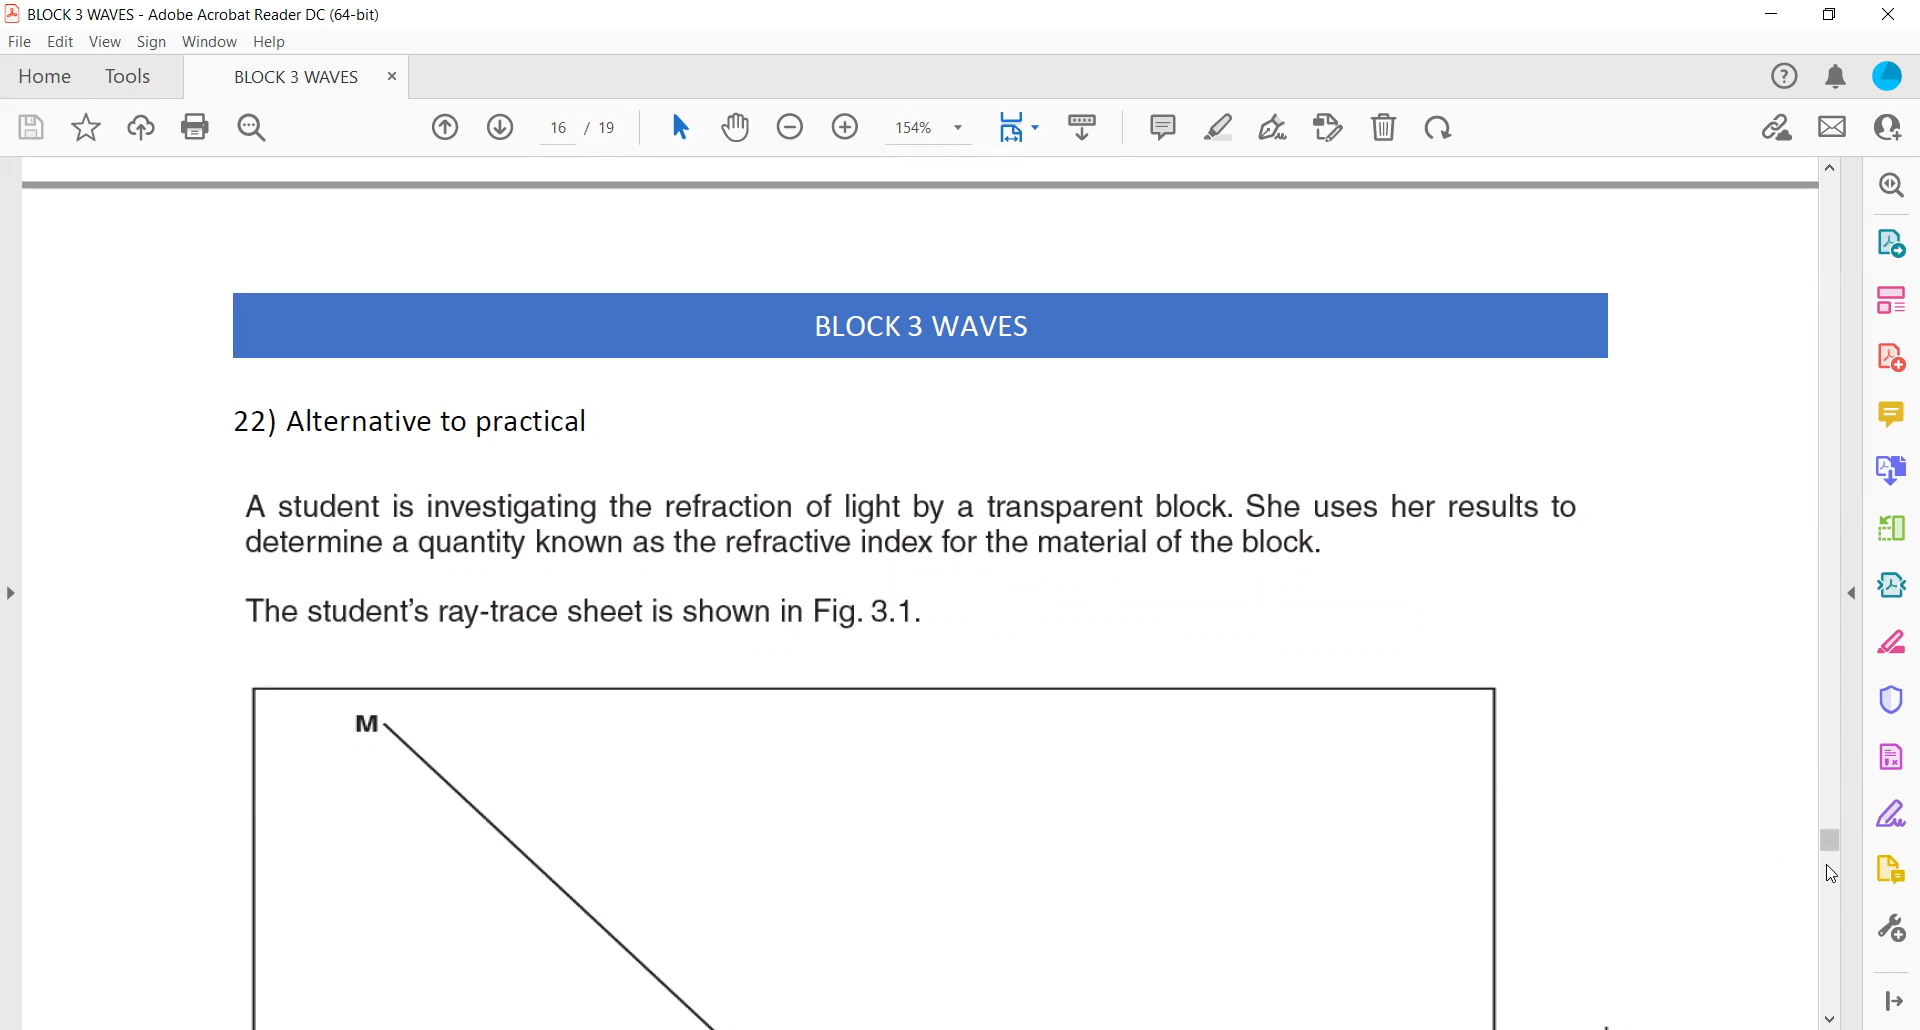 BLOCK 3 WAVES - Adobe Acrobat Reader DC (64-bit)
File Edit View Sign Window Help
Home Tools BLOCK 3 WAVES
16 / 19 154%
BLOCK 3 WAVES
22) Alternative to practical
A student is investigating the refraction of light by a transparent block. She uses her results to
determine a quantity known as the refractive index for the material of the block.
The student's ray-trace sheet is shown in Fig. 3.1.
M